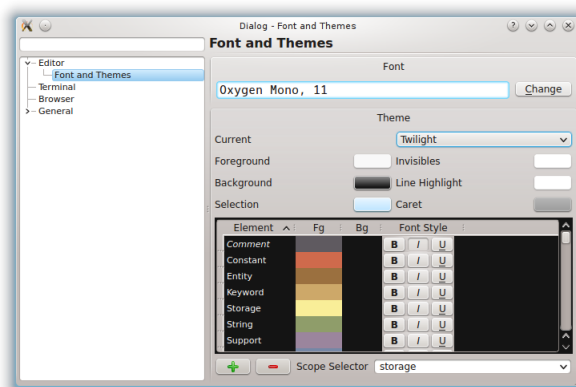 Dialog - Font and Themes
Font and Themes
Editor
Font and Themes
Terminal
Browser
General
Font
Oxygen Mono, 11
Change
Theme
Current
Twilight
Foreground
Invisibles
Background
Line Highlight
Selection
Caret
Element Fg Bg Font Style
Comment B I U
Constant B I U
Entity B I U
Keyword B I U
Storage B I U
String B I U
Support B I U
Scope Selector storage